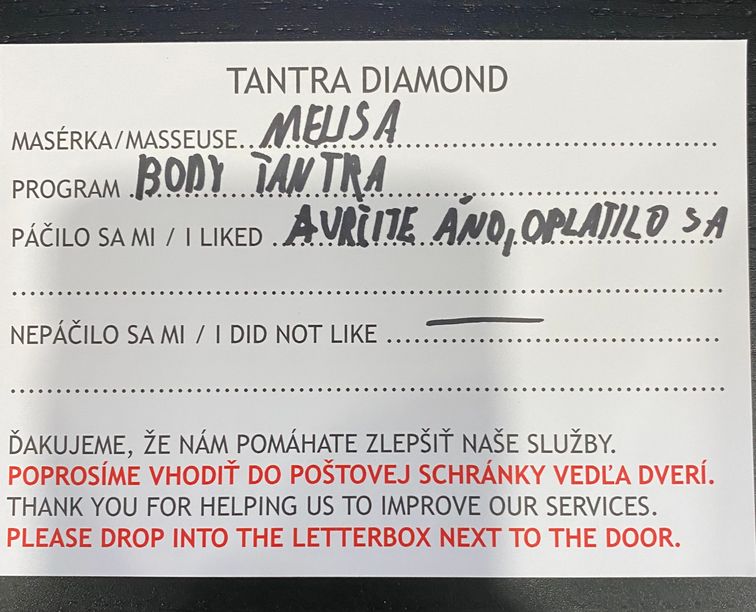 TANTRA DIAMOND
MASÉRKA/MASSEUSE MELISA
PROGRAM BODY TANTRA
PÁČILO SA MI / I LIKED AURČITE ÁNO, OPLATILO SA
NEPÁČILO SA MI / I DID NOT LIKE —
ĎAKUJEME, ŽE NÁM POMÁHATE ZLEPŠIŤ NAŠE SLUŽBY.
POPROSÍME VHODIŤ DO POŠTOVEJ SCHRÁNKY VEDĽA DVERÍ.
THANK YOU FOR HELPING US TO IMPROVE OUR SERVICES.
PLEASE DROP INTO THE LETTERBOX NEXT TO THE DOOR.